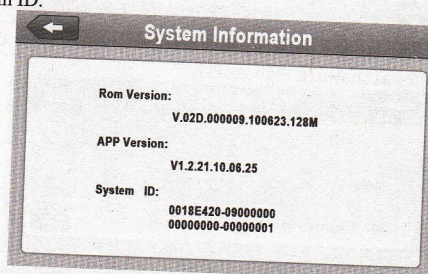 ID.
System Information
Rom Version:
V.02D.000009.100623.128M
APP Version:
V1.2.21.10.06.25
System ID:
0018E420-09000000
00000000-00000001